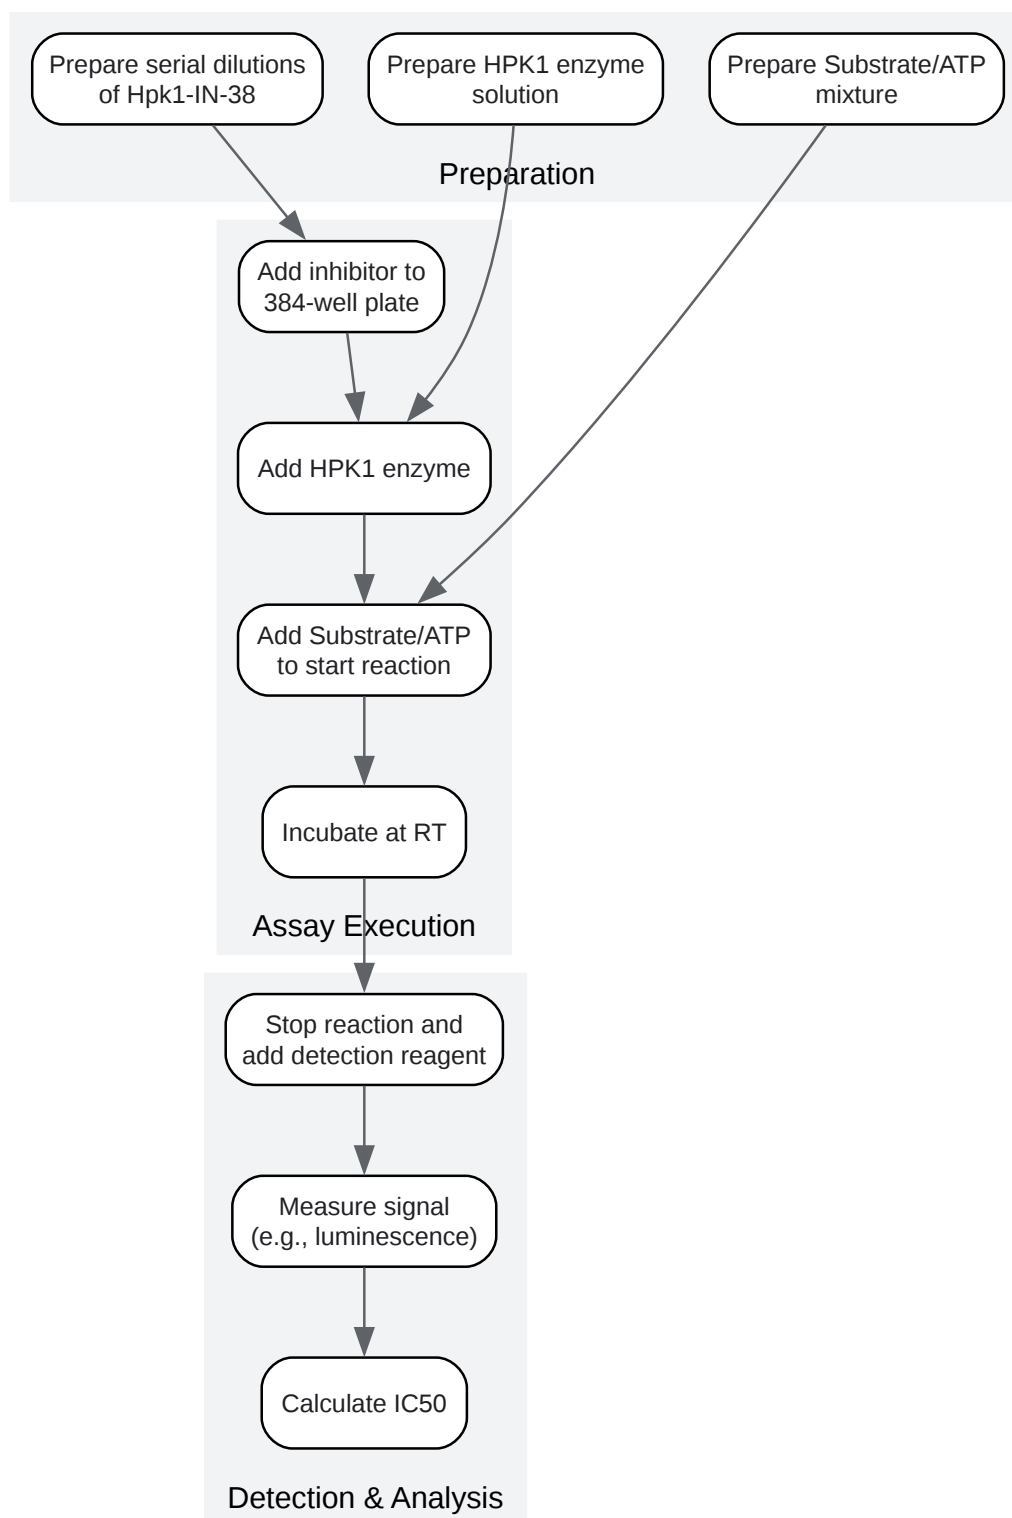 Prepare serial dilutions
of Hpk1-IN-38
Prepare HPK1 enzyme
solution
Prepare Substrate/ATP
mixture
Preparation
Add inhibitor to
384-well plate
Add HPK1 enzyme
Add Substrate/ATP
to start reaction
Incubate at RT
Assay Execution
Stop reaction and
add detection reagent
Measure signal
(e.g., luminescence)
Calculate IC50
Detection & Analysis